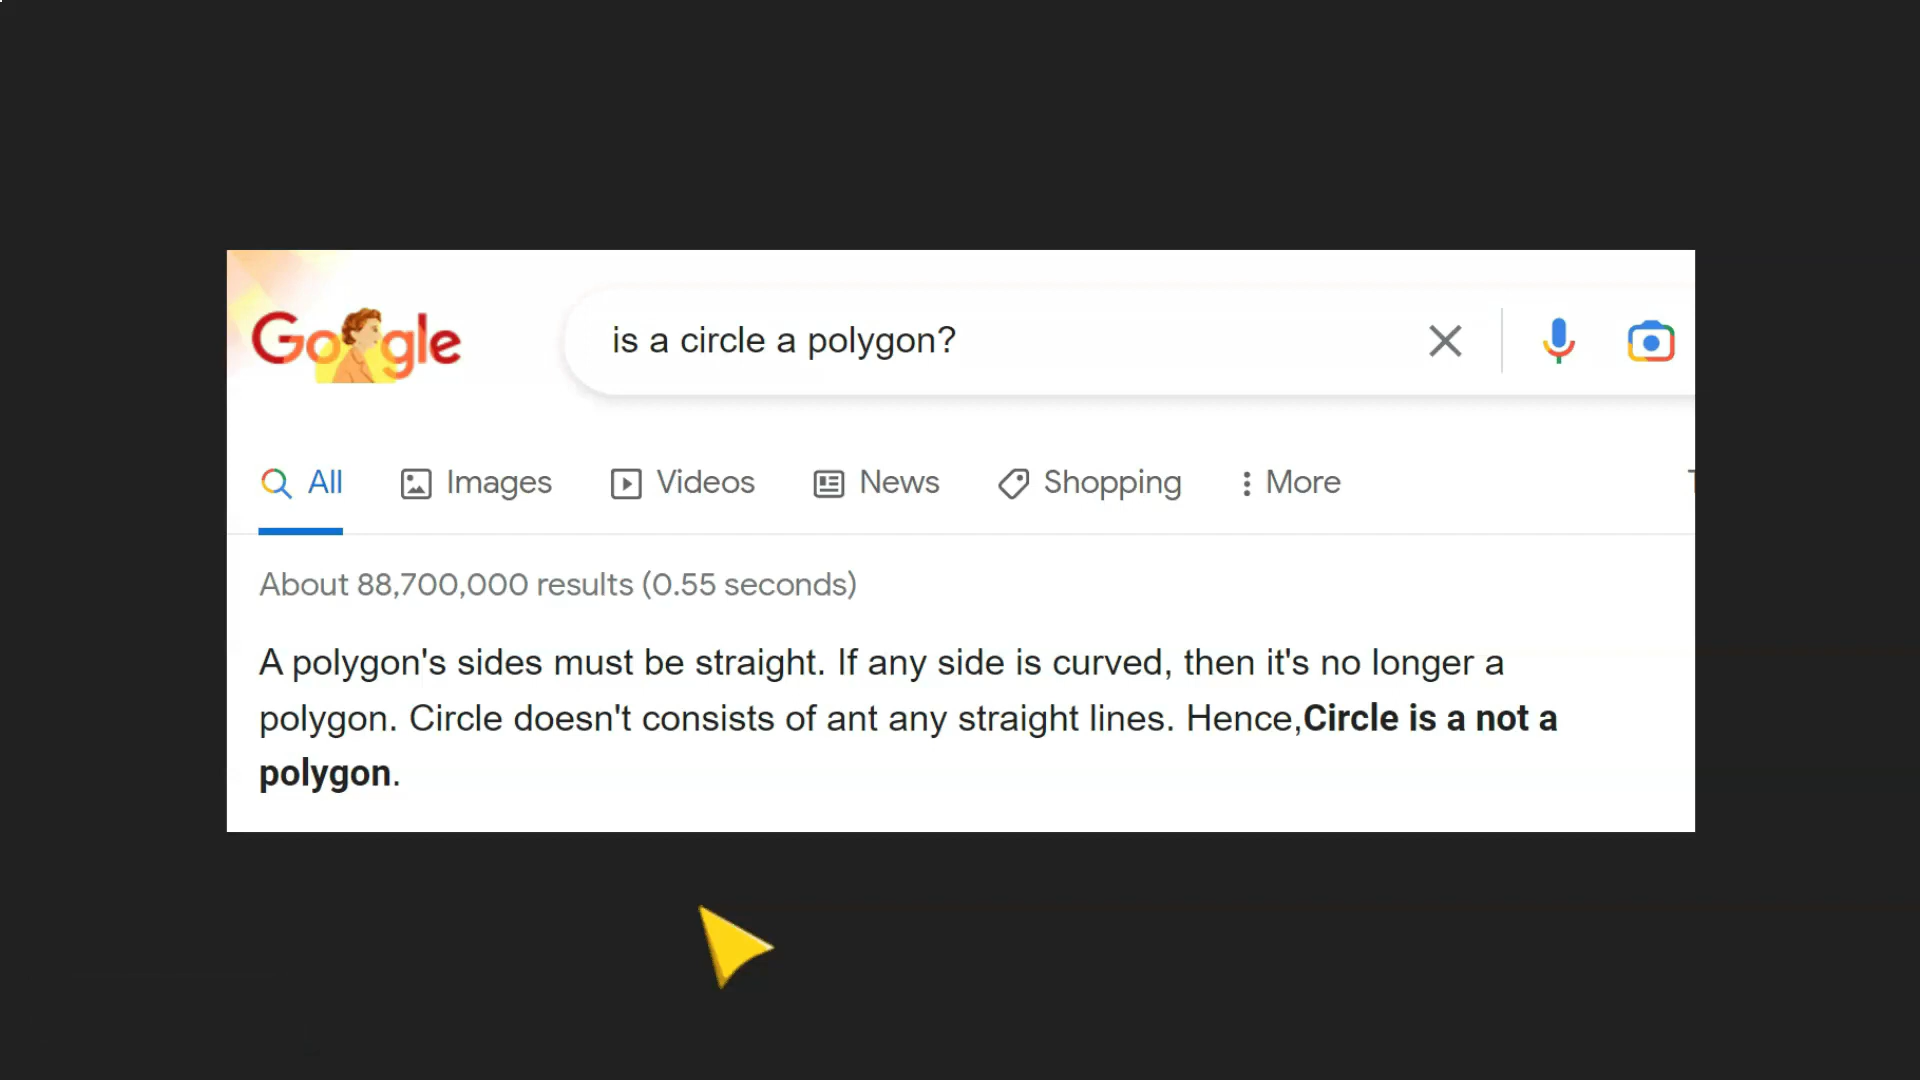 Google
is a circle a polygon?
All Images Videos News Shopping More
About 88,700,000 results (0.55 seconds)
A polygon's sides must be straight. If any side is curved, then it's no longer a
polygon. Circle doesn't consists of ant any straight lines. Hence,Circle is a not a
polygon.